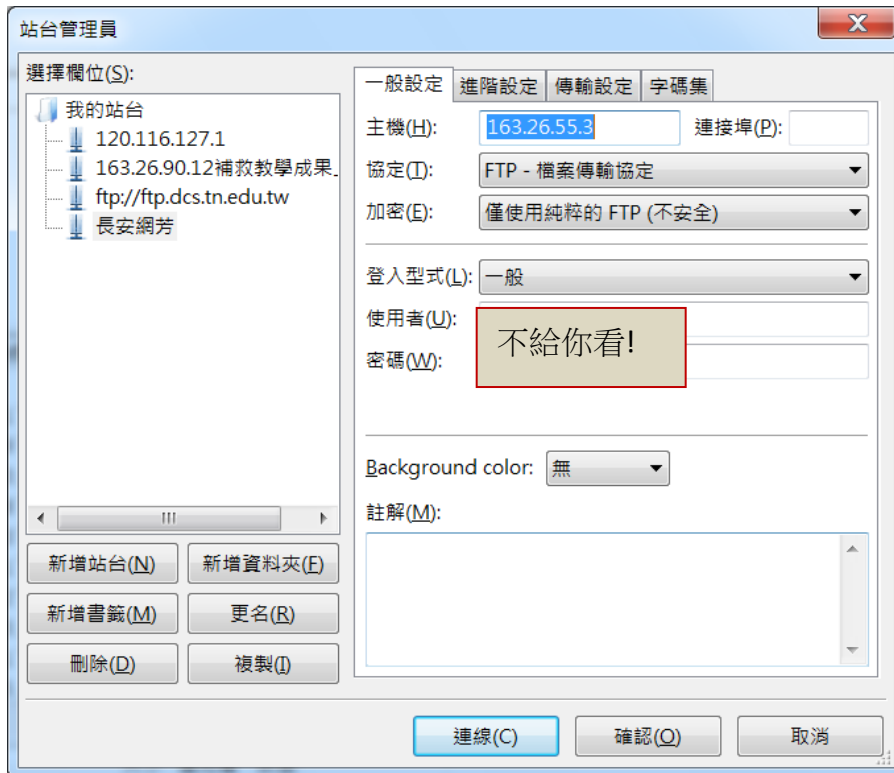 站台管理員
選擇欄位(S):
我的站台
120.116.127.1
163.26.90.12補救教學成果
ftp://ftp.dcs.tn.edu.tw
長安網芳
新增站台(N)
新增資料夾(F)
新增書籤(M)
更名(R)
刪除(D)
複製(I)
一般設定
進階設定
傳輸設定
字碼集
主機(H):
163.26.55.3
連接埠(P):
協定(T):
FTP - 檔案傳輸協定
加密(E):
僅使用純粹的 FTP (不安全)
登入型式(L):
一般
使用者(U):
密碼(W):
不給你看!
Background color:
無
註解(M):
連線(C)
確認(O)
取消